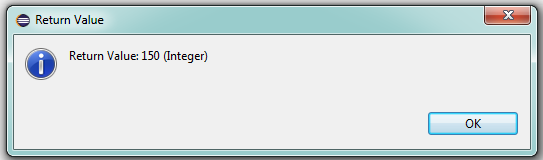 Return Value
Return Value: 150 (Integer)
OK